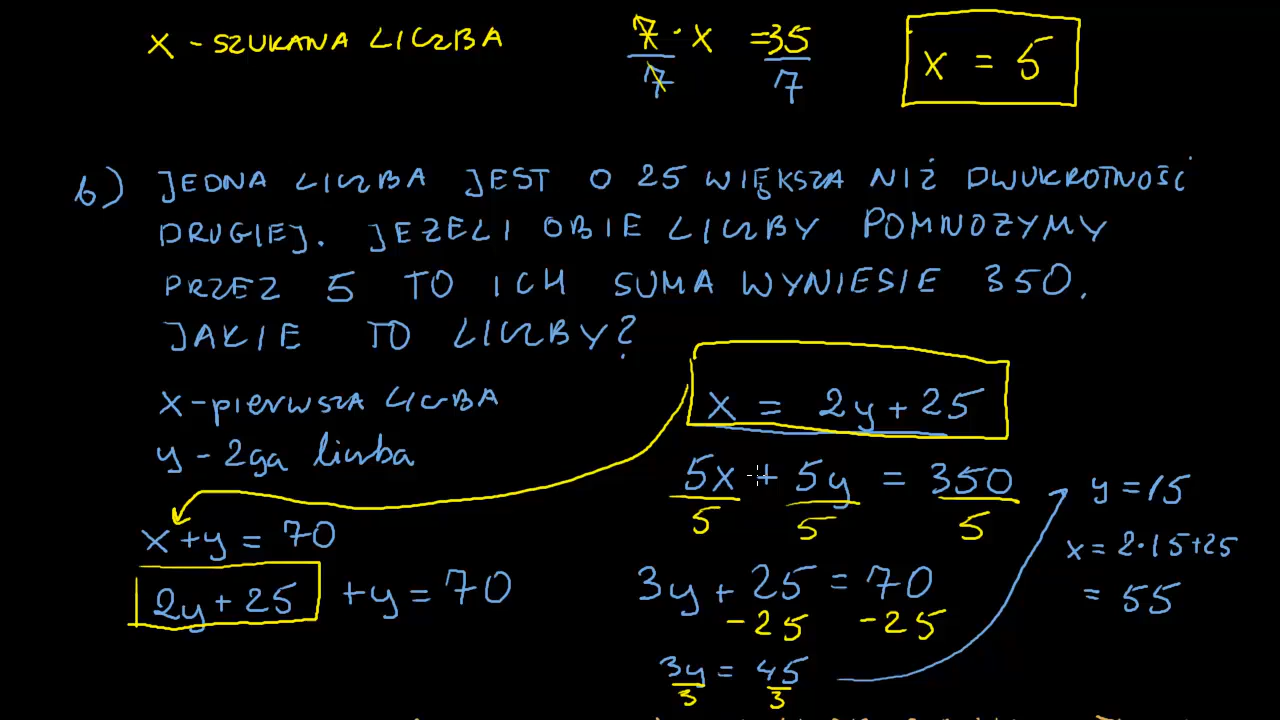 x - SZUKANA LICZBA
7 · x = 35
7 7
x = 5
b) JEDNA LICZBA JEST O 25 WIĘKSZA NIŻ DWUKROTNOŚĆ
DRUGIEJ. JEZELI OBIE LICZBY POMNOZYMY
PRZEZ 5 TO ICH SUMA WYNIESIE 350.
JAKIE TO LICZBY?
x - pierwsza LICZBA
y - 2ga liczba
x + y = 70
2y + 25 + y = 70
x = 2y + 25
5x + 5y = 350
5 5 5
3y + 25 = 70
-25 -25
3y = 45
3 3
y = 15
x = 2·15+25
= 55